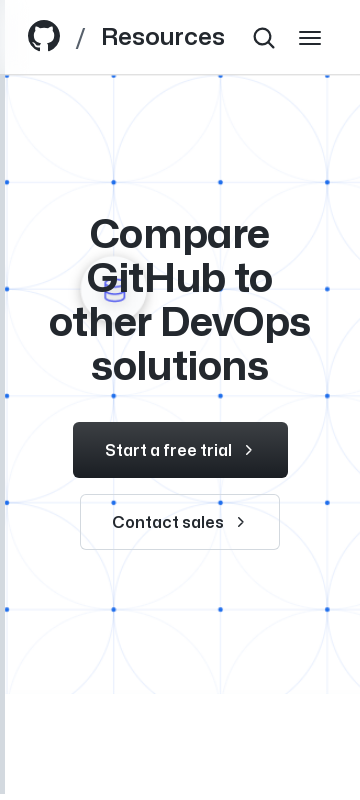 / Resources
Compare
GitHub to
other DevOps
solutions
Start a free trial
Contact sales